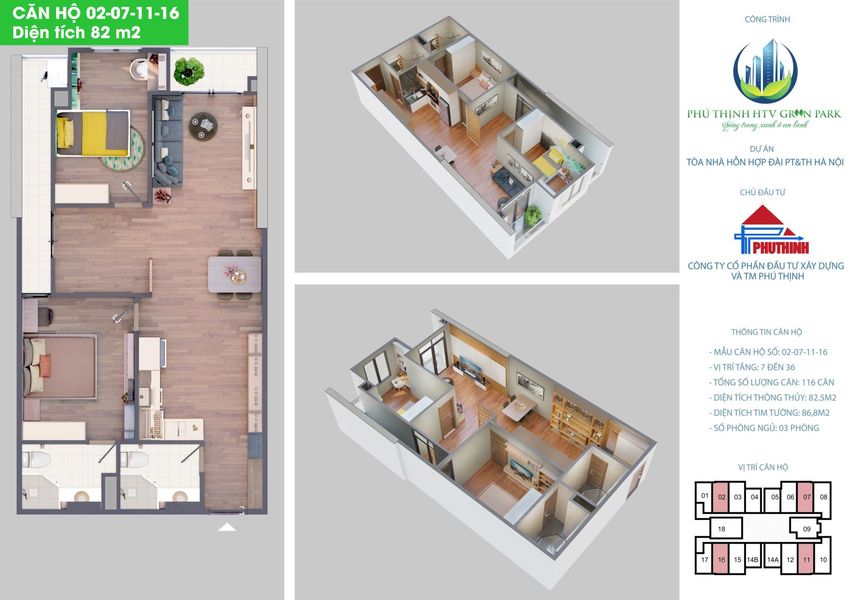 CĂN HỘ 02-07-11-16
Diện tích 82 m2
CÔNG TRÌNH
PHÚ THỊNH HTV GREEN PARK
Sống trong xanh ở an lành
DỰ ÁN
TÒA NHÀ HỖN HỢP ĐÀI PT&TH HÀ NỘI
CHỦ ĐẦU TƯ
PHUTHINH
CÔNG TY CỔ PHẦN ĐẦU TƯ XÂY DỰNG
VÀ TM PHÚ THỊNH
THÔNG TIN CĂN HỘ
- MẪU CĂN HỘ SỐ: 02-07-11-16
- VỊ TRÍ TẦNG: 7 ĐẾN 36
- TỔNG SỐ LƯỢNG CĂN: 116 CĂN
- DIỆN TÍCH THÔNG THỦY: 82.5M2
- DIỆN TÍCH TIM TƯỜNG: 86,8M2
- SỐ PHÒNG NGỦ: 03 PHÒNG
VỊ TRÍ CĂN HỘ
01 02 03 04 05 06 07 08
18 09
17 16 15 14B 14A 12 11 10